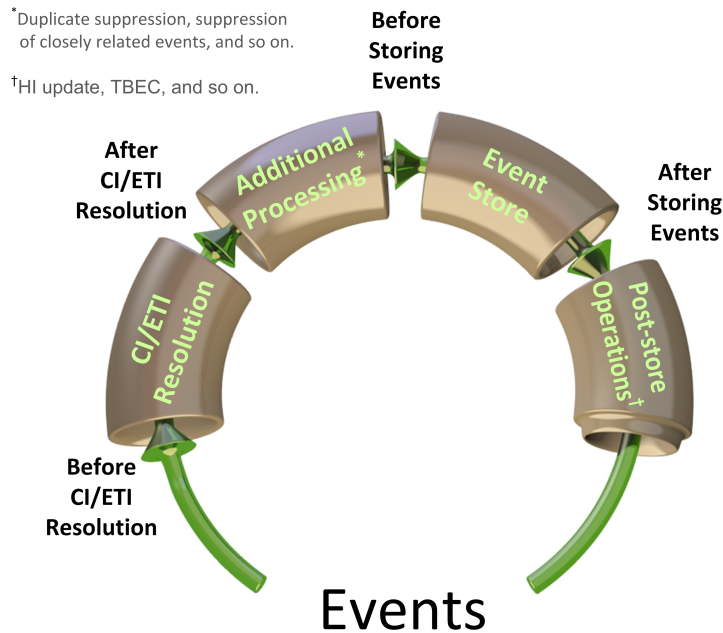 *Duplicate suppression, suppression
of closely related events, and so on.
†HI update, TBEC, and so on.
Before
Storing
Events
After
CI/ETI
Resolution
Additional
Processing*
Event
Store
After
Storing
Events
CI/ETI
Resolution
Post-store
Operations†
Before
CI/ETI
Resolution
Events